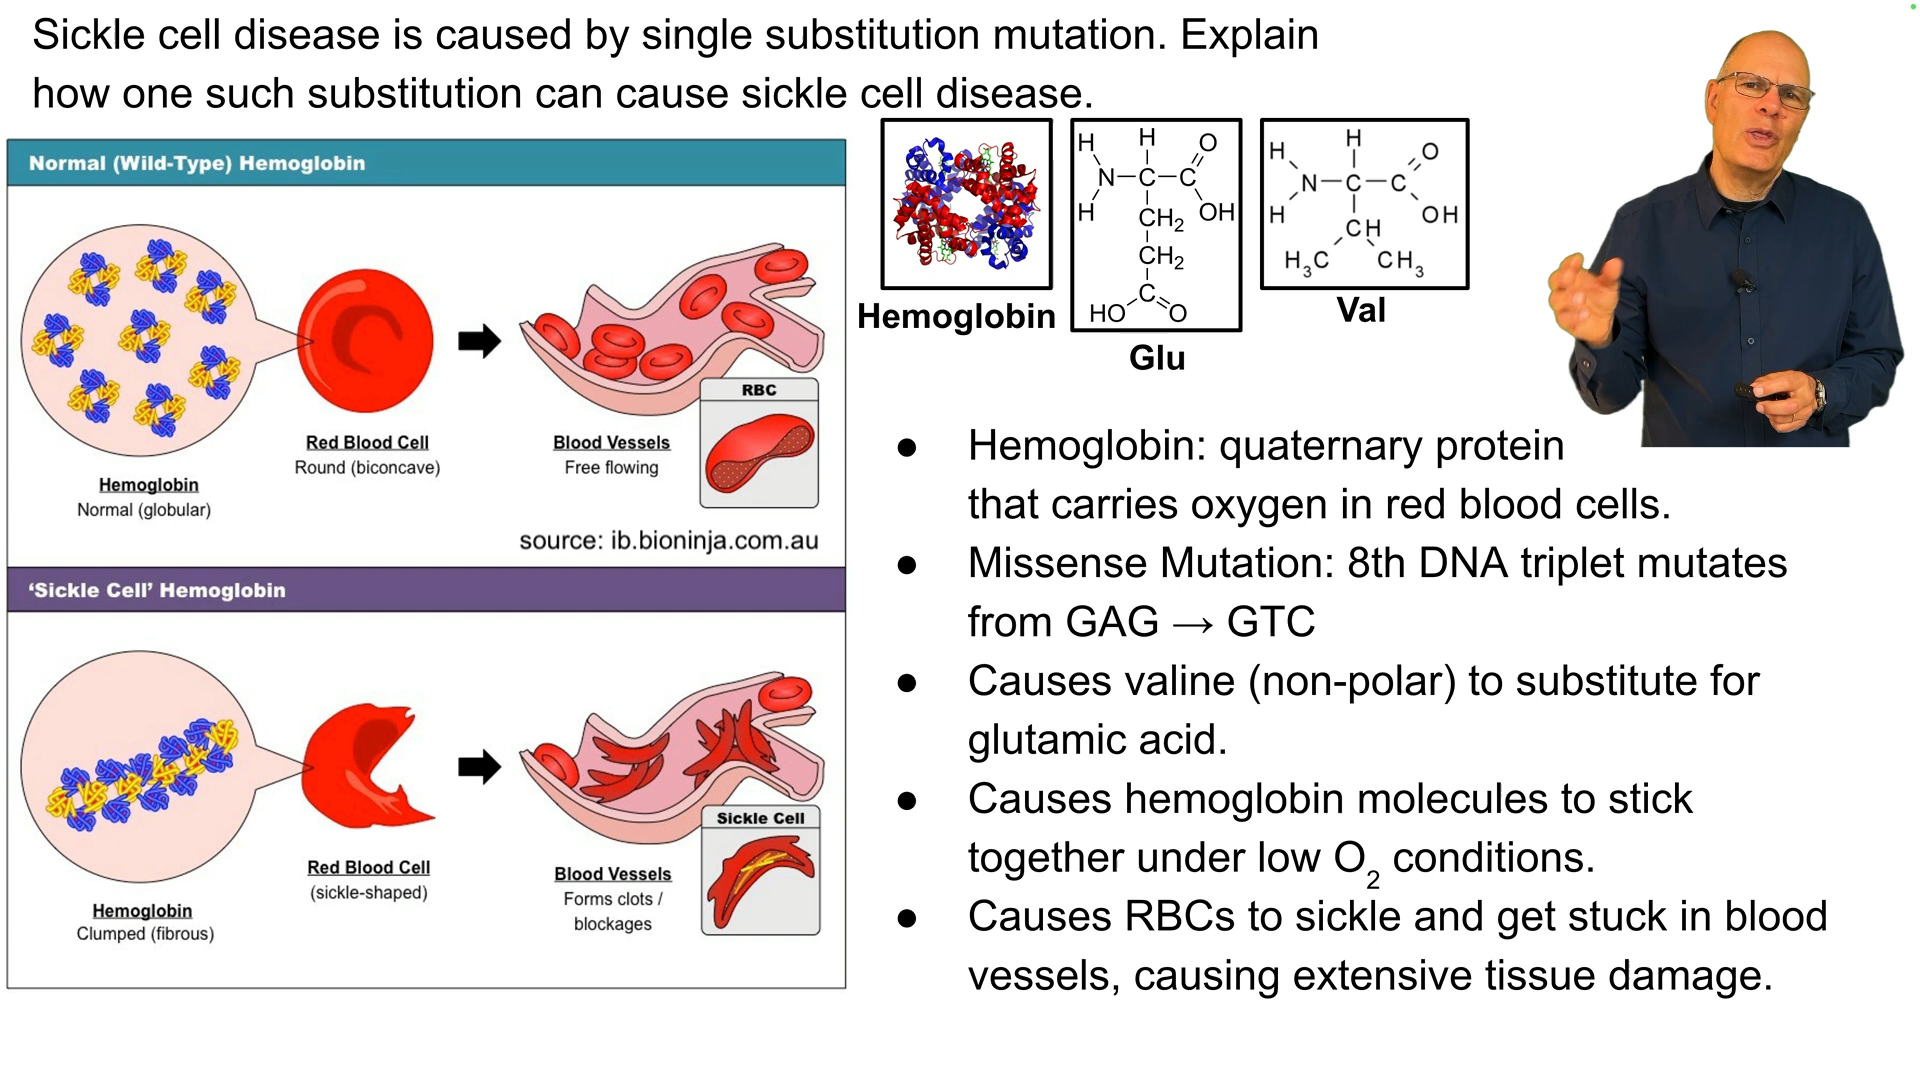 Sickle cell disease is caused by single substitution mutation. Explain
how one such substitution can cause sickle cell disease.
Normal (Wild-Type) Hemoglobin
Hemoglobin
Normal (globular)
Red Blood Cell
Round (biconcave)
Blood Vessels
Free flowing
RBC
source: ib.bioninja.com.au
‘Sickle Cell’ Hemoglobin
Hemoglobin
Clumped (fibrous)
Red Blood Cell
(sickle-shaped)
Blood Vessels
Forms clots /
blockages
Sickle Cell
Hemoglobin
H H O
N C C
H CH2 OH
CH2
C
HO O
Glu
H H O
N C C
H CH OH
H3C CH3
Val
● Hemoglobin: quaternary protein
that carries oxygen in red blood cells.
● Missense Mutation: 8th DNA triplet mutates
from GAG → GTC
● Causes valine (non-polar) to substitute for
glutamic acid.
● Causes hemoglobin molecules to stick
together under low O2 conditions.
● Causes RBCs to sickle and get stuck in blood
vessels, causing extensive tissue damage.